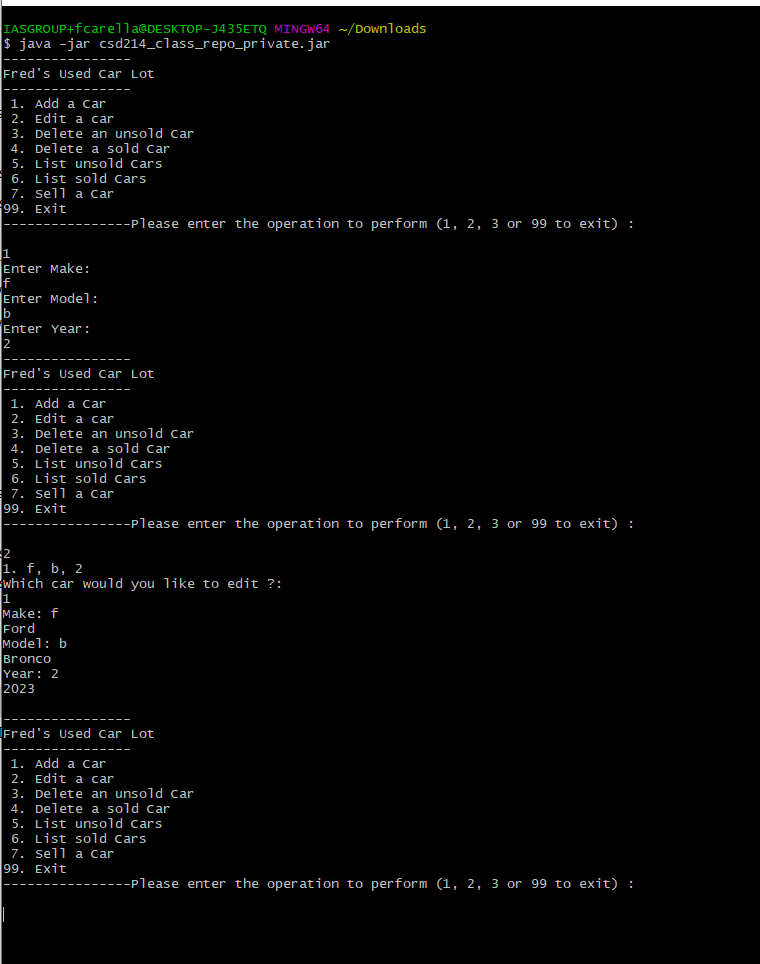 IASGROUP+fcarella@DESKTOP-J435ETQ MINGW64 ~/Downloads
$ java -jar csd214_class_repo_private.jar
----------------
Fred's Used Car Lot
----------------
 1. Add a Car
 2. Edit a car
 3. Delete an unsold Car
 4. Delete a sold Car
 5. List unsold Cars
 6. List sold Cars
 7. Sell a Car
99. Exit
----------------Please enter the operation to perform (1, 2, 3 or 99 to exit) :
1
Enter Make:
f
Enter Model:
b
Enter Year:
2
----------------
Fred's Used Car Lot
----------------
 1. Add a Car
 2. Edit a car
 3. Delete an unsold Car
 4. Delete a sold Car
 5. List unsold Cars
 6. List sold Cars
 7. Sell a Car
99. Exit
----------------Please enter the operation to perform (1, 2, 3 or 99 to exit) :
2
1. f, b, 2
Which car would you like to edit ?:
1
Make: f
Ford
Model: b
Bronco
Year: 2
2023
----------------
Fred's Used Car Lot
----------------
 1. Add a Car
 2. Edit a car
 3. Delete an unsold Car
 4. Delete a sold Car
 5. List unsold Cars
 6. List sold Cars
 7. Sell a Car
99. Exit
----------------Please enter the operation to perform (1, 2, 3 or 99 to exit) :